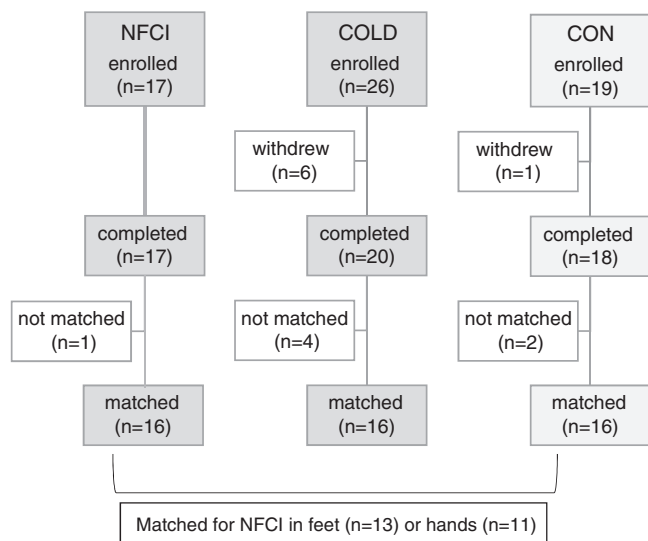 NFCI
enrolled
(n=17)
COLD
enrolled
(n=26)
CON
enrolled
(n=19)
withdrew
(n=6)
withdrew
(n=1)
completed
(n=17)
completed
(n=20)
completed
(n=18)
not matched
(n=1)
not matched
(n=4)
not matched
(n=2)
matched
(n=16)
matched
(n=16)
matched
(n=16)
Matched for NFCI in feet (n=13) or hands (n=11)